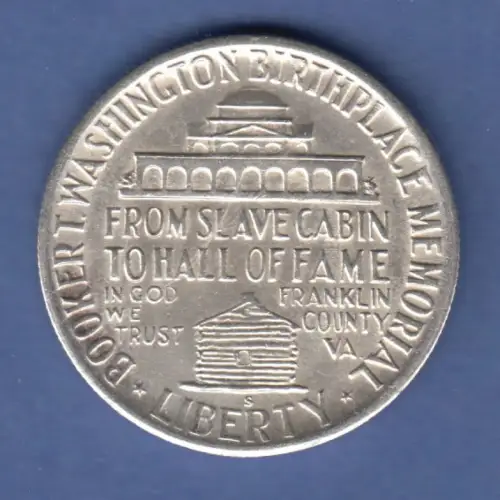 BOOKER T. WASHINGTON BIRTHPLACE MEMORIAL
FROM SLAVE CABIN
TO HALL OF FAME
IN GOD
WE
TRUST
FRANKLIN
COUNTY
VA
S
★ LIBERTY ★